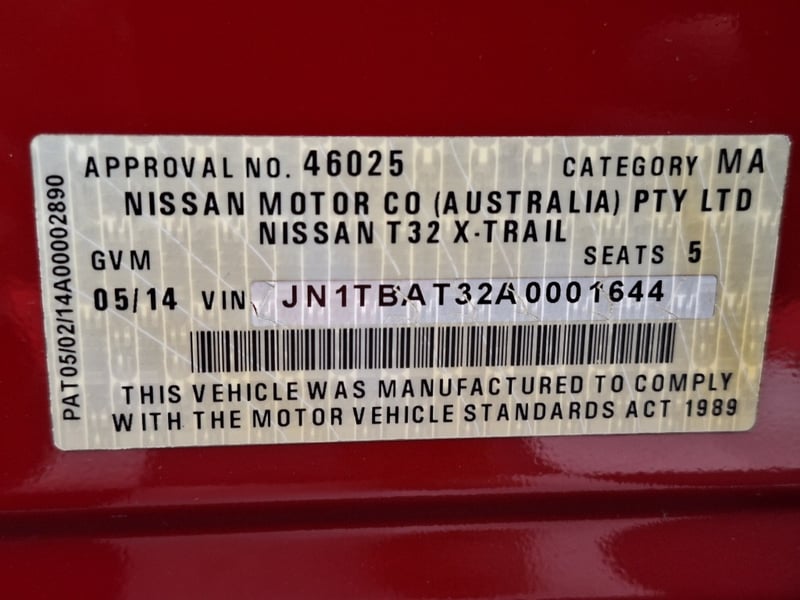 APPROVAL NO. 46025 CATEGORY MA
NISSAN MOTOR CO (AUSTRALIA) PTY LTD
NISSAN T32 X-TRAIL
GVM SEATS 5
05/14 VIN JN1TBAT32A0001644
THIS VEHICLE WAS MANUFACTURED TO COMPLY
WITH THE MOTOR VEHICLE STANDARDS ACT 1989
PAT05/02/14A00002890